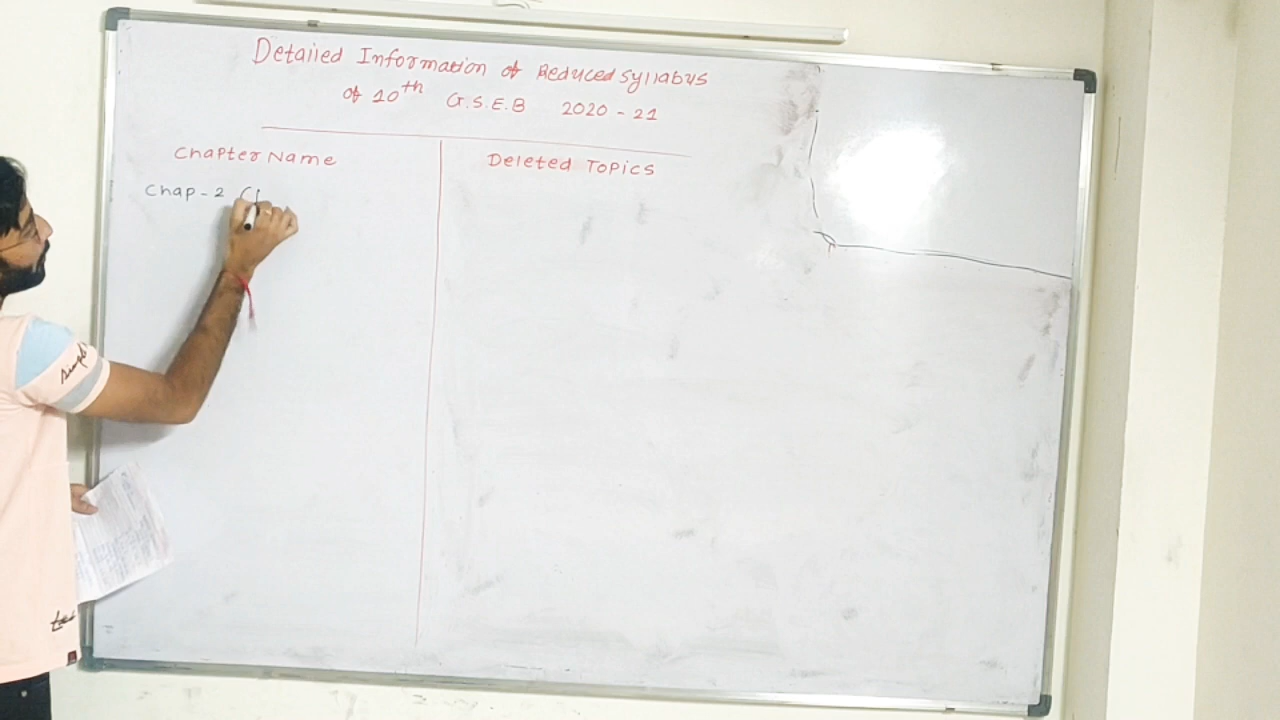 Detailed Information of Reduced Syllabus
of 10th G.S.E.B 2020 - 21
Chapter Name
Deleted Topics
Chap - 2